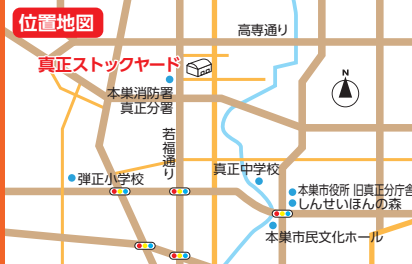 位置地図
高専通り
真正ストックヤード
N
本巣消防署
真正分署
若福通り
真正中学校
弾正小学校
本巣市役所 旧真正分庁舎
しんせいほんの森
本巣市民文化ホール